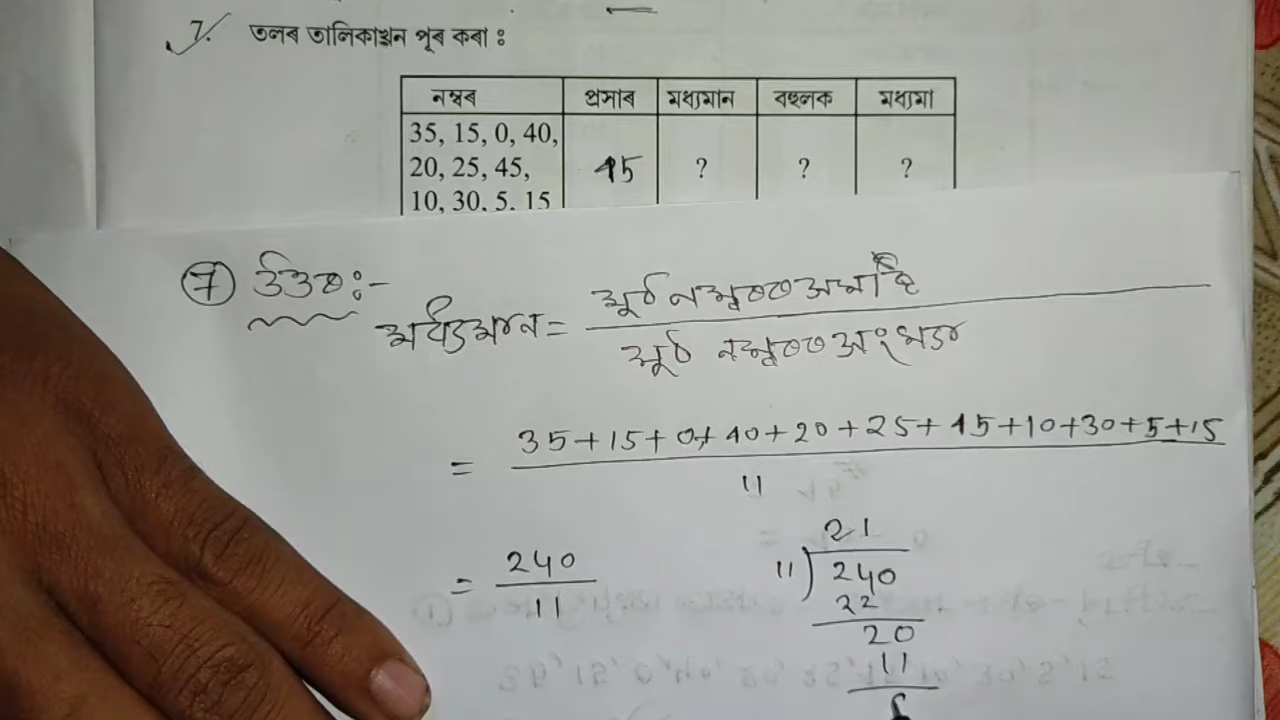 7. তলৰ তালিকাখন পূৰ কৰা :
নম্বৰ প্ৰসাৰ মধ্যমান বহুলক মধ্যমা
35, 15, 0, 40,
20, 25, 45, 45 ? ? ?
10, 30, 5, 15
7 উত্তৰ:-
= মুঠ নম্বৰৰ সমষ্টি
মুঠ নম্বৰৰ সংখ্যা
= 35+15+0+40+20+25+45+10+30+5+15
11
= 240
11
21
11) 240
22
20
11